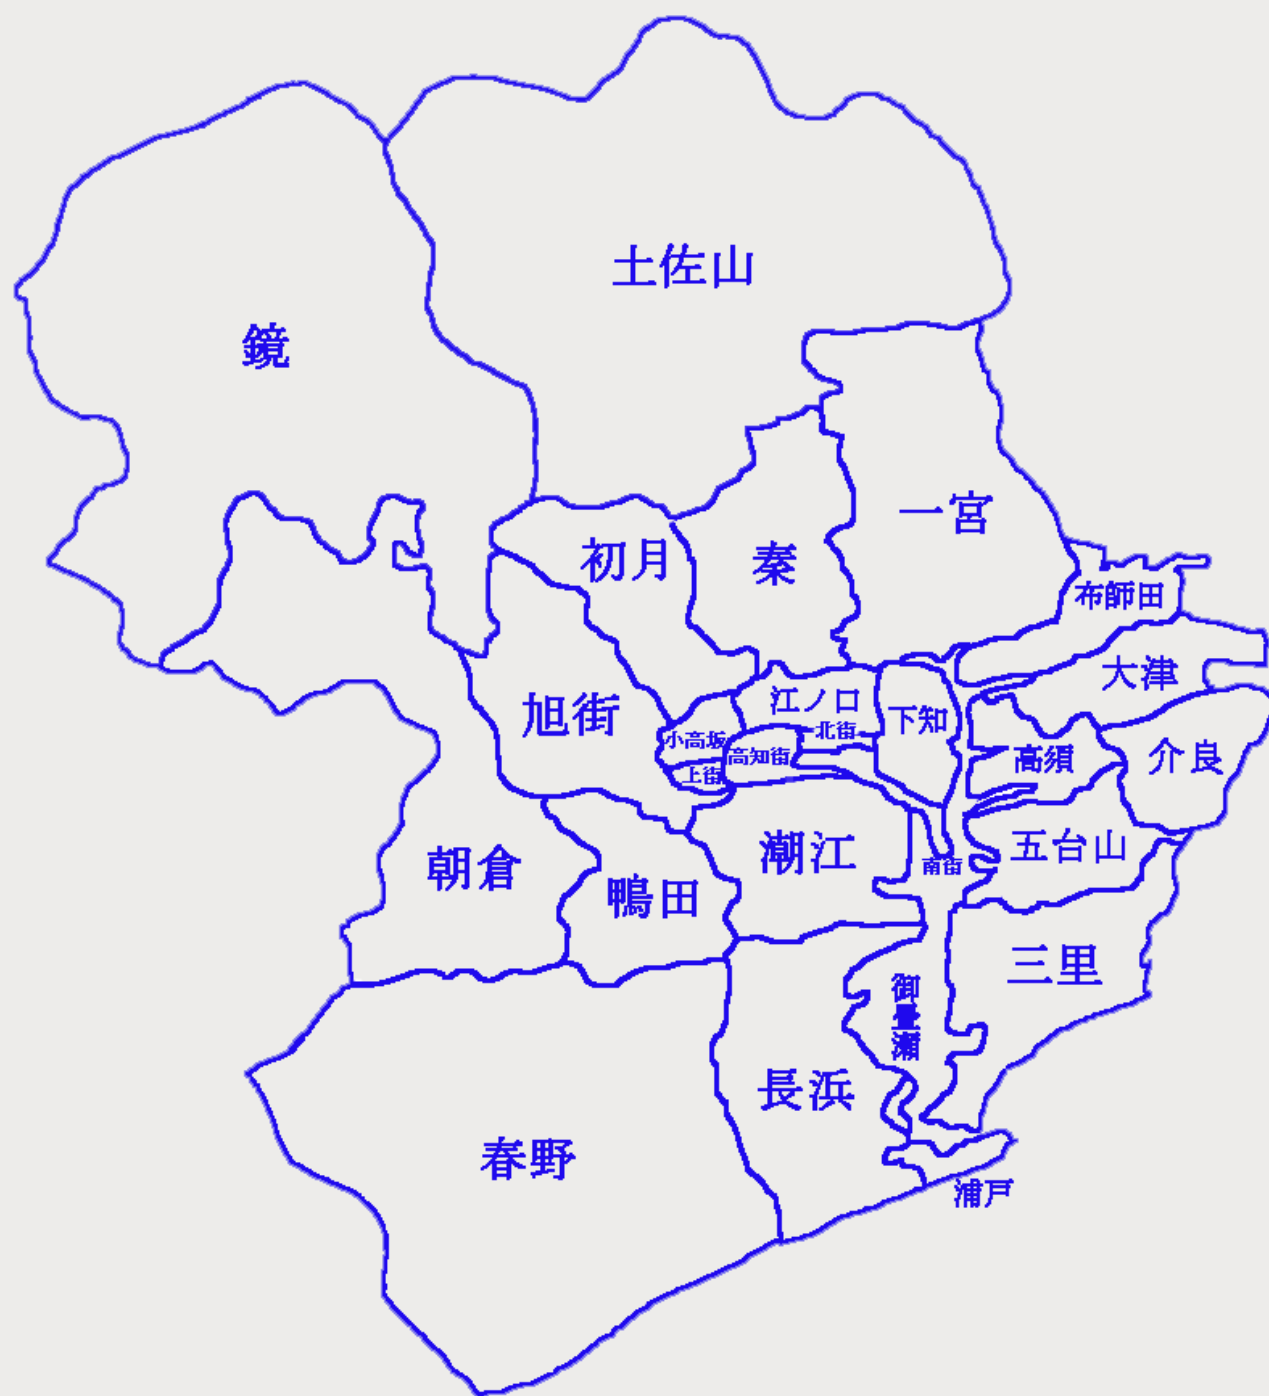 土佐山
鏡
一宮
初月
秦
布師田
大津
旭街
江ノ口
下知
小高坂
北街
高知街
上街
高須
介良
潮江
五台山
朝倉
鴨田
南街
三里
御畳瀬
長浜
春野
浦戸